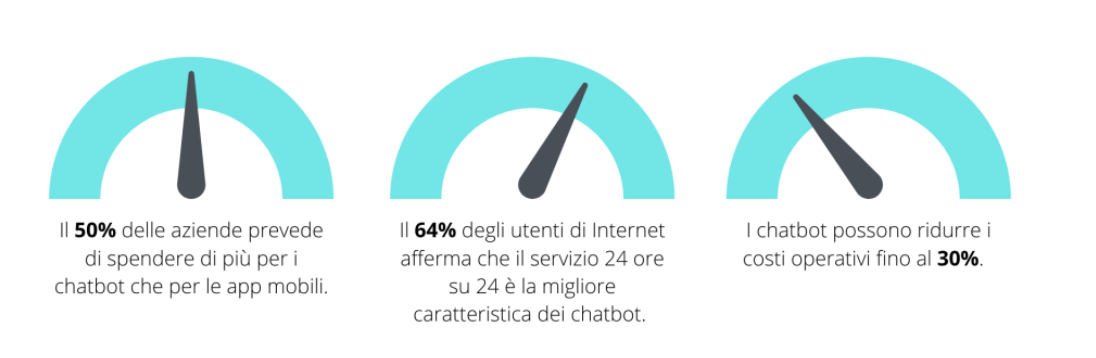 Il 50% delle aziende prevede
di spendere di più per i
chatbot che per le app mobili.
Il 64% degli utenti di Internet
afferma che il servizio 24 ore
su 24 è la migliore
caratteristica dei chatbot.
I chatbot possono ridurre i
costi operativi fino al 30%.